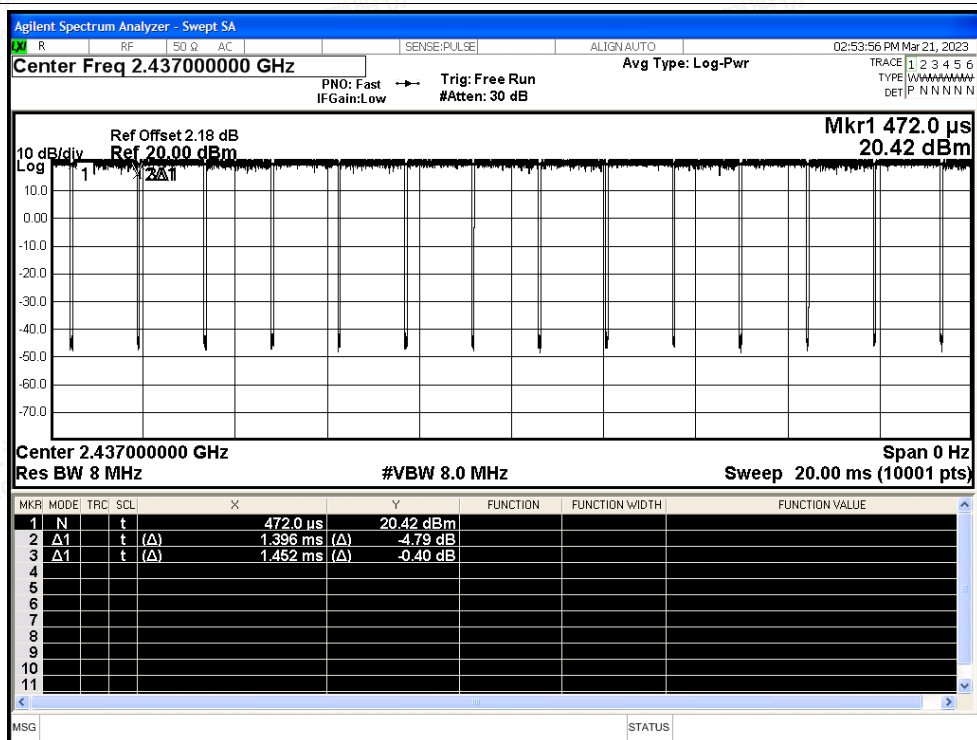 Agilent Spectrum Analyzer - Swept SA
LXI R RF 50 Ω AC SENSE:PULSE ALIGN AUTO 02:53:56 PM Mar 21, 2023
Center Freq 2.437000000 GHz
PNO: Fast
IFGain:Low
Trig: Free Run
#Atten: 30 dB
Avg Type: Log-Pwr
TRACE 1 2 3 4 5 6
TYPE W
DET P N N N N N
Mkr1 472.0 µs
20.42 dBm
Ref Offset 2.18 dB
10 dB/div Ref 20.00 dBm
Log
1
10.0
0.00
-10.0
-20.0
-30.0
-40.0
-50.0
-60.0
-70.0
Center 2.437000000 GHz Span 0 Hz
Res BW 8 MHz #VBW 8.0 MHz Sweep 20.00 ms (10001 pts)
MKR MODE TRC SCL X Y FUNCTION FUNCTION WIDTH FUNCTION VALUE
1 N t 472.0 µs 20.42 dBm
2 Δ1 t (Δ) 1.396 ms (Δ) -4.79 dB
3 Δ1 t (Δ) 1.452 ms (Δ) -0.40 dB
4
5
6
7
8
9
10
11
MSG STATUS